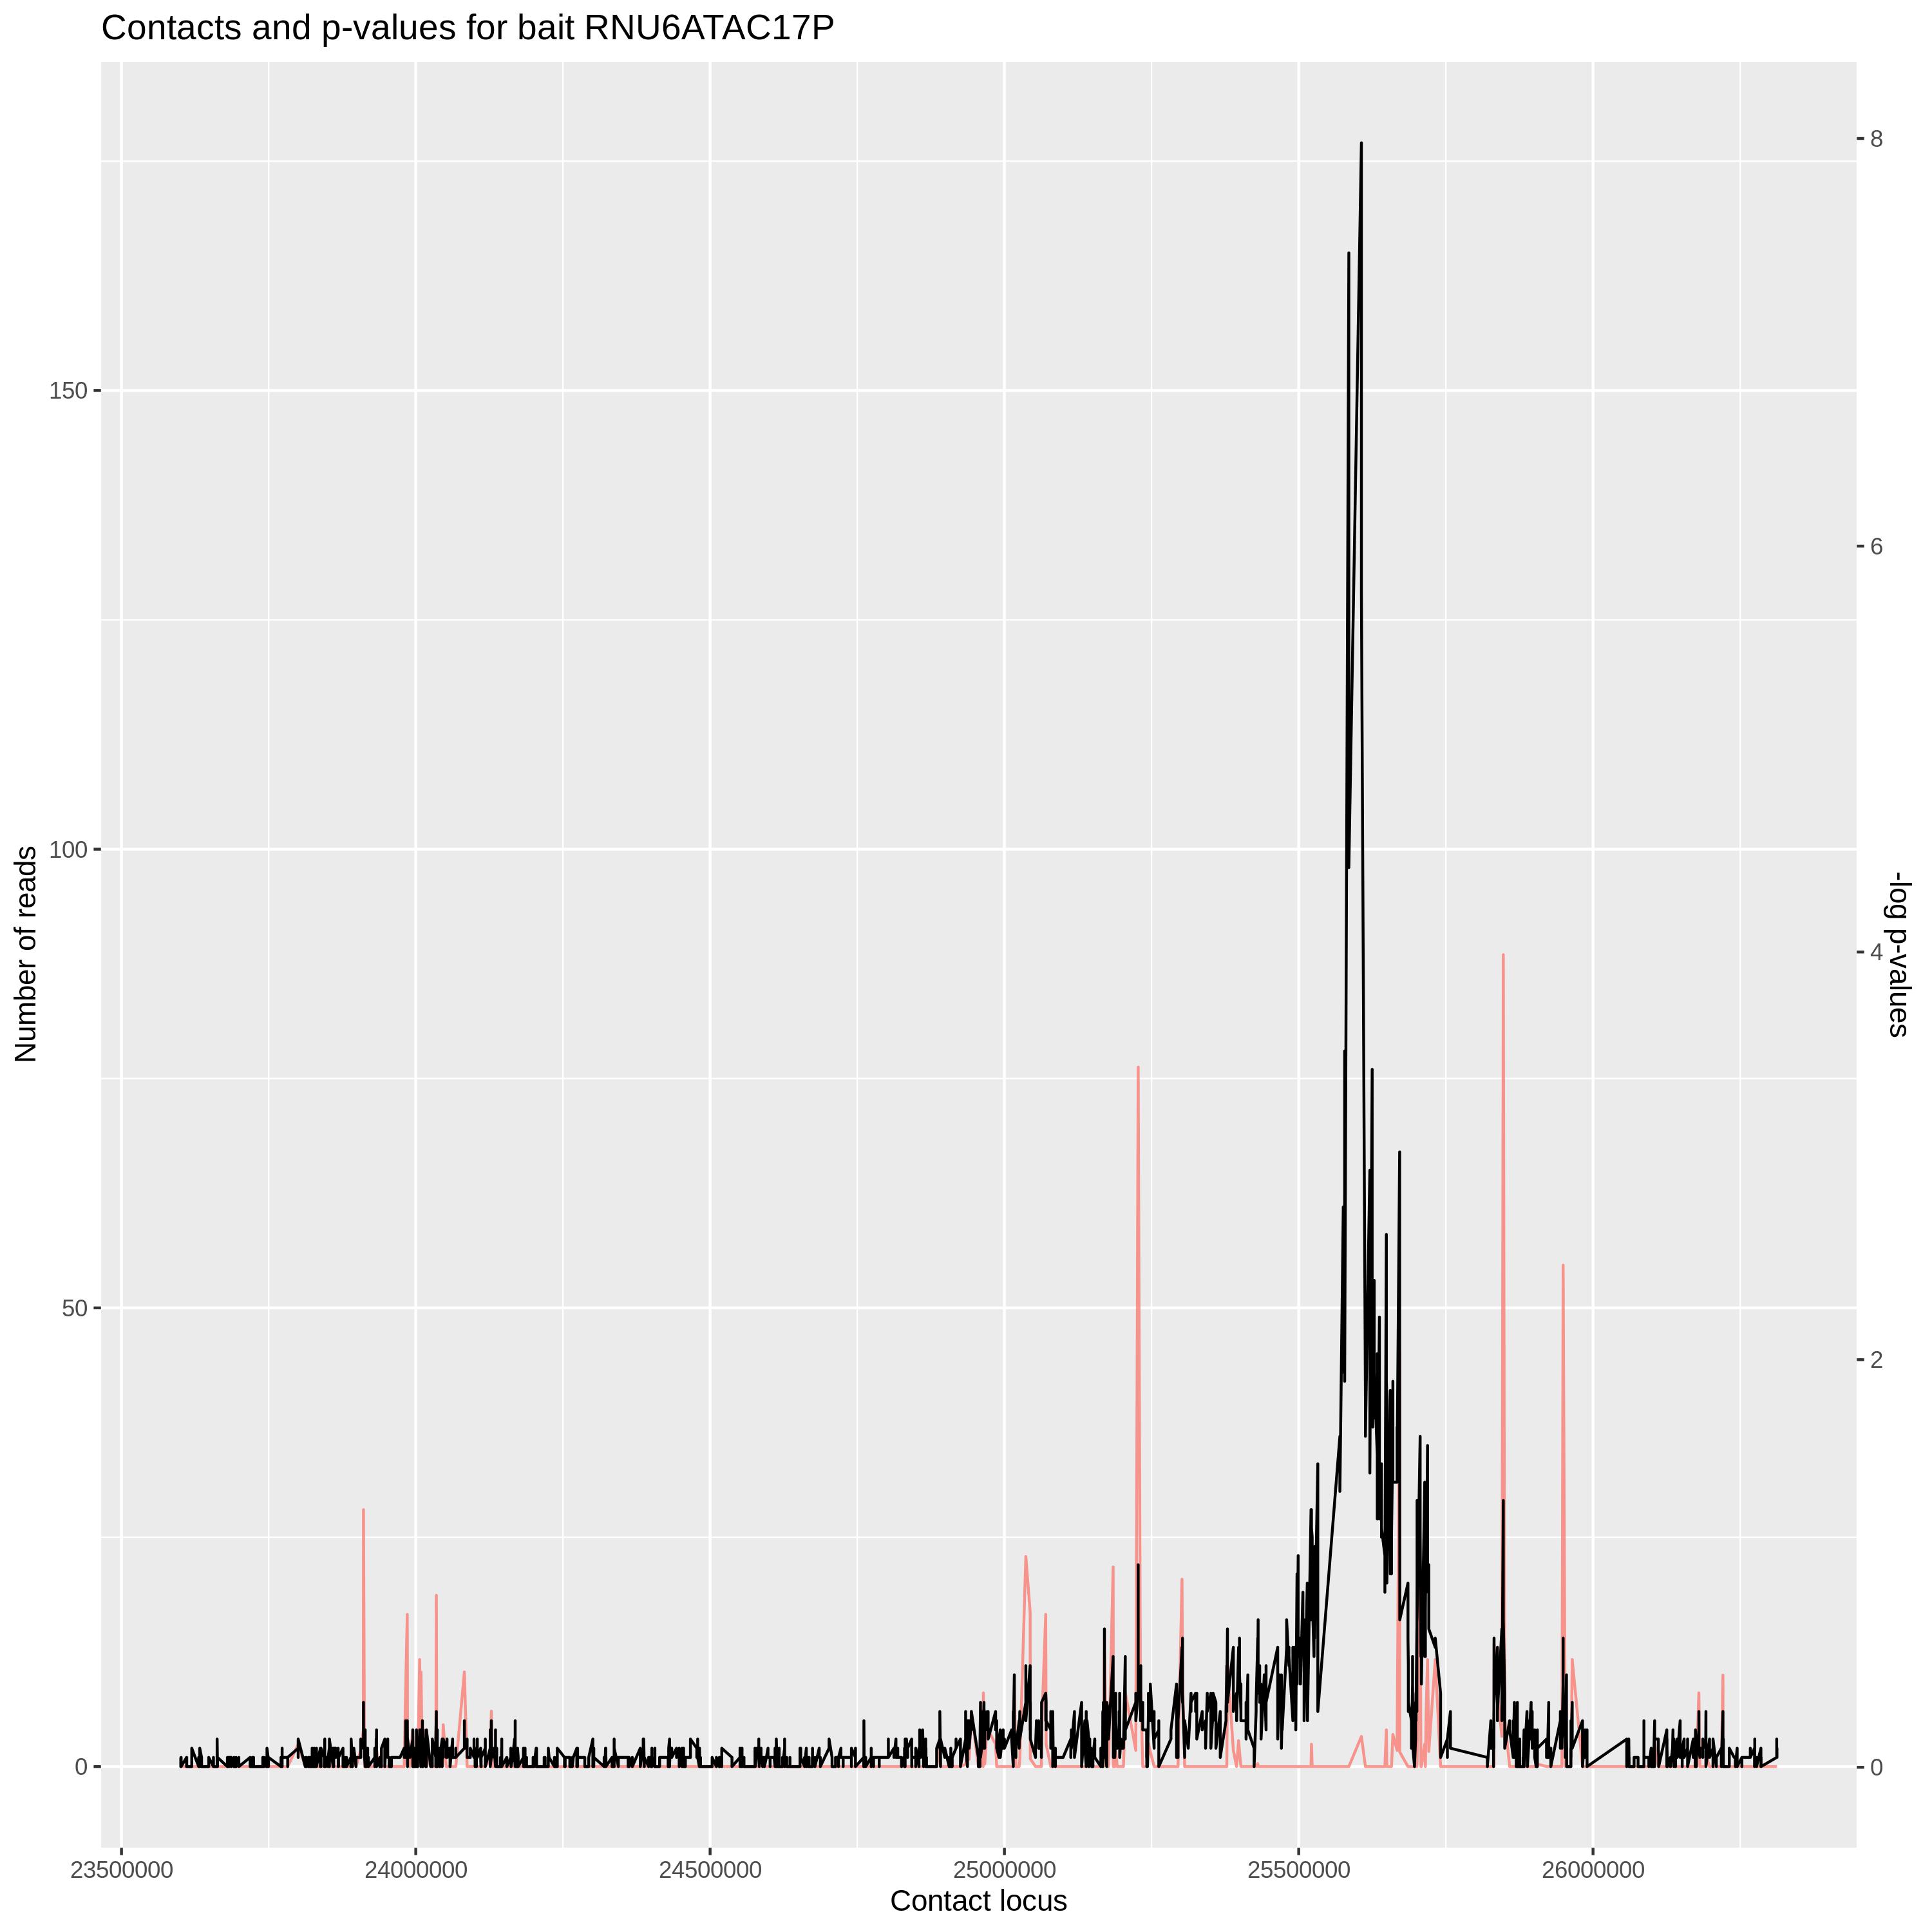 Contacts and p-values for bait RNU6ATAC17P
Number of reads
150
100
50
0
8
6
4
2
0
-log p-values
23500000 24000000 24500000 25000000 25500000 26000000
Contact locus